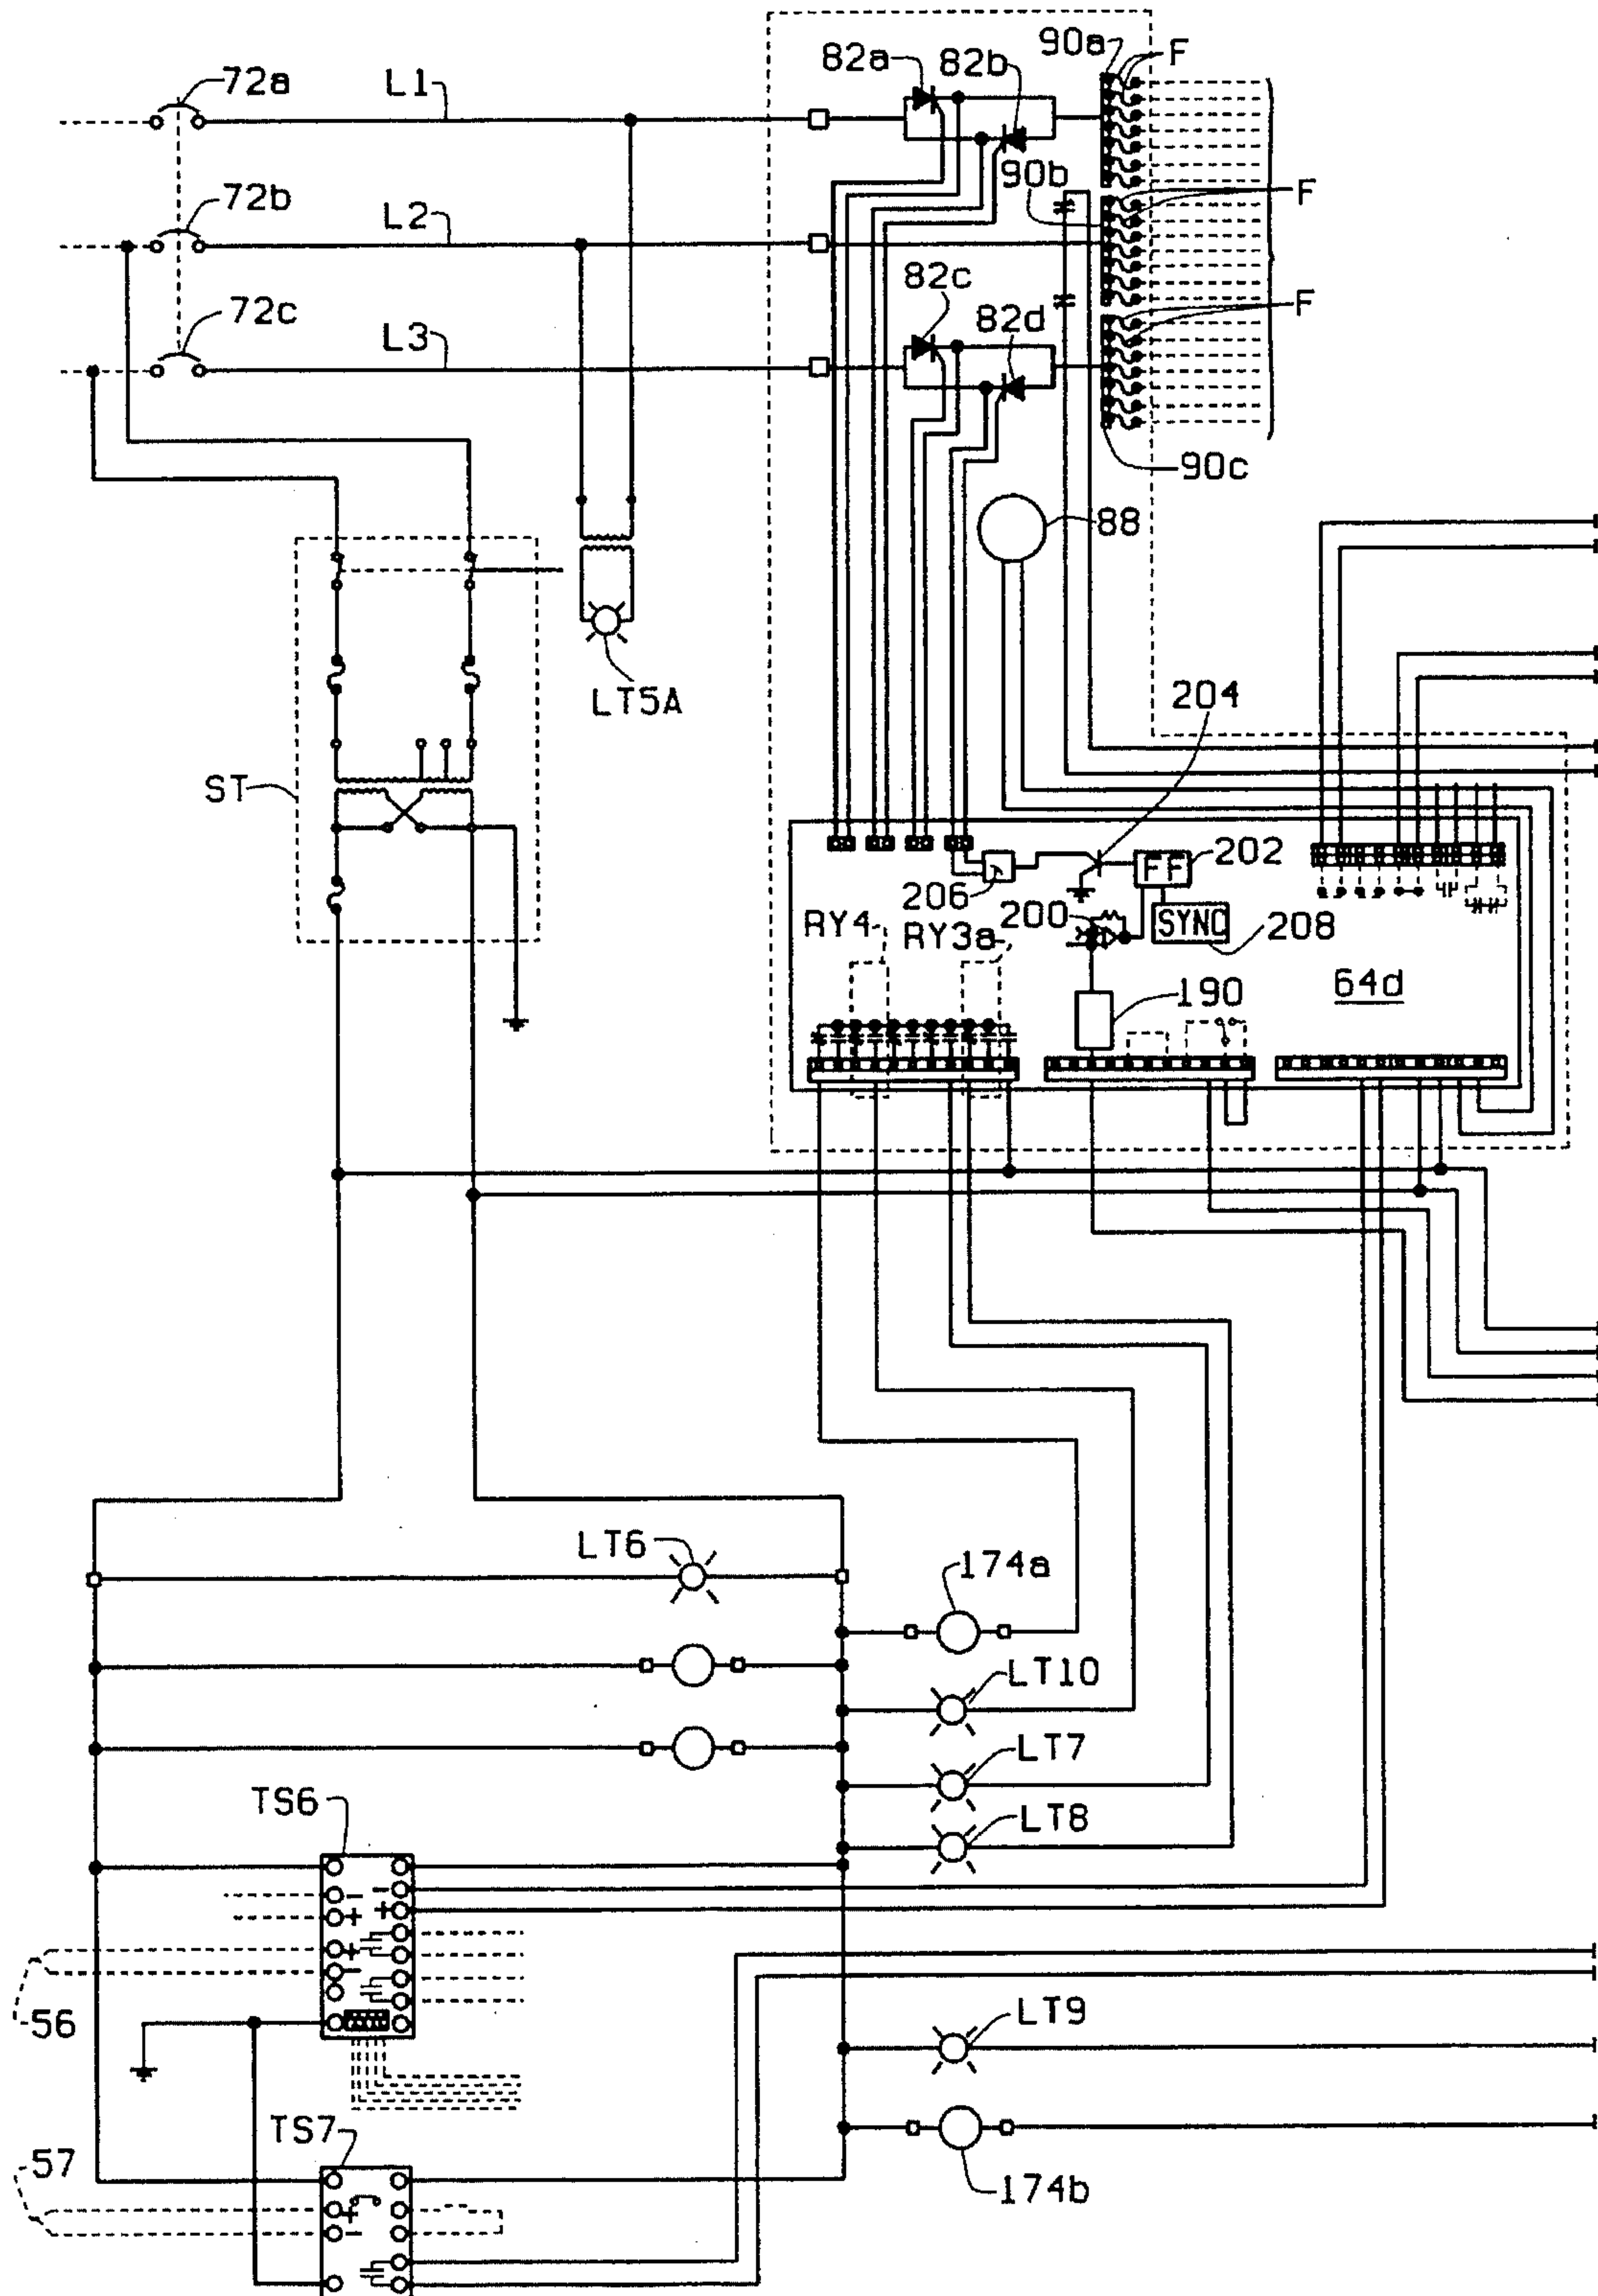 90a
F
82a
82b
72a
L1
90b
72b
L2
F
82c
72c
L3
82d
F
90c
88
LT5A
204
ST
FF
202
206
200
SYNC
208
RY4
RY3a
64d
190
LT6
174a
LT10
LT7
TS6
LT8
-
-
+
+
+
-
56
LT9
TS7
57
174b
+
-